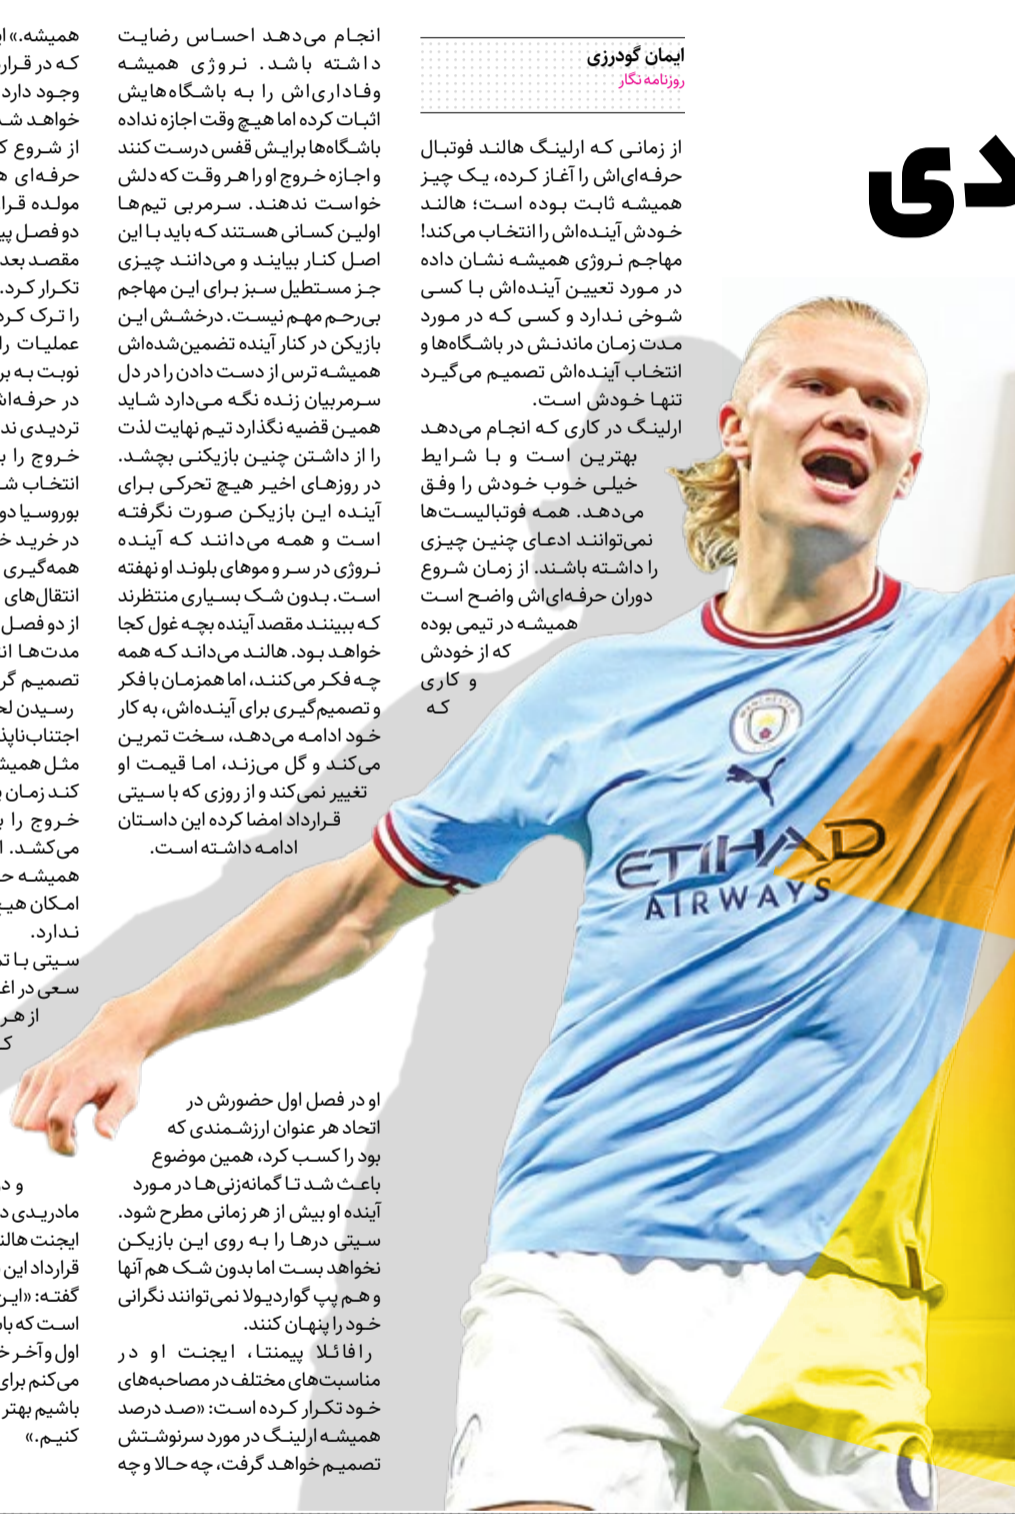 دی
ایمان گودرزی
روزنامه‌نگار
از زمانی که ارلینگ هالند فوتبال
حرفه‌ای‌اش را آغاز کرده، یک چیز
همیشه ثابت بوده است؛ هالند
خودش آینده‌اش را انتخاب می‌کند!
مهاجم نروژی همیشه نشان داده
در مورد تعیین آینده‌اش با کسی
شوخی ندارد و کسی که در مورد
مدت زمان ماندنش در باشگاه‌ها و
انتخاب آینده‌اش تصمیم می‌گیرد
تنها خودش است.
ارلینگ در کاری که انجام می‌دهد
بهترین است و با شرایط
خیلی خوب خودش را وفق
می‌دهد. همه فوتبالیست‌ها
نمی‌توانند ادعای چنین چیزی
را داشته باشند. از زمان شروع
دوران حرفه‌ای‌اش واضح است
همیشه در تیمی بوده
که از خودش
و کاری
که
انجام می‌دهد احساس رضایت
داشته باشد. نروژی همیشه
وفاداری‌اش را به باشگاه‌هایش
اثبات کرده اما هیچ وقت اجازه نداده
باشگاه‌ها برایش قفس درست کنند
و اجازه خروج او را هر وقت که دلش
خواست ندهند. سرمربی تیم‌ها
اولین کسانی هستند که باید با این
اصل کنار بیایند و می‌دانند چیزی
جز مستطیل سبز برای این مهاجم
بی‌رحم مهم نیست. درخشش این
بازیکن در کنار آینده تضمین‌شده‌اش
همیشه ترس از دست دادن را در دل
سرمربیان زنده نگه می‌دارد شاید
همین قضیه نگذارد تیم نهایت لذت
را از داشتن چنین بازیکنی بچشد.
در روزهای اخیر هیچ تحرکی برای
آینده این بازیکن صورت نگرفته
است و همه می‌دانند که آینده
نروژی در سر و موهای بلوند او نهفته
است. بدون شک بسیاری منتظرند
که ببینند مقصد آینده بچه غول کجا
خواهد بود. هالند می‌داند که همه
چه فکر می‌کنند، اما همزمان با فکر
و تصمیم‌گیری برای آینده‌اش، به کار
خود ادامه می‌دهد، سخت تمرین
می‌کند و گل می‌زند، اما قیمت او
تغییر نمی‌کند و از روزی که با سیتی
قرارداد امضا کرده این داستان
ادامه داشته است.
او در فصل اول حضورش در
اتحاد هر عنوان ارزشمندی که
بود را کسب کرد، همین موضوع
باعث شد تا گمانه‌زنی‌ها در مورد
آینده او بیش از هر زمانی مطرح شود.
سیتی درها را به روی این بازیکن
نخواهد بست اما بدون شک هم آنها
و هم پپ گواردیولا نمی‌توانند نگرانی
خود را پنهان کنند.
رافائلا پیمنتا، ایجنت او در
مناسبت‌های مختلف در مصاحبه‌های
خود تکرار کرده است: «صد درصد
همیشه ارلینگ در مورد سرنوشتش
تصمیم خواهد گرفت، چه حالا و چه
همیشه.»
که در
وجود دارد
خواهد
از شروع
حرفه‌ای
مولده
دو فصل
مقصد بعد
تکرار کرد.
را ترک
عملیات
نوبت به
در
تردیدی
خروج را
انتخاب
بوروسیا
در خرید
همه‌گیری
انتقال‌های
از دو فصل
مدت‌ها
تصمیم
رسیدن
مثل
کند زمان
خروج را
می‌کشد.
همیشه
امکان
ندارد.
سیتی با
سعی در
از
و
مادریدی
ایجنت
قرارداد این
گفته:
است که
اول و آخر
می‌کنم برای
باشیم بهتر
کنیم.»
MANCHESTER
CITY
ETIHAD
AIRWAYS